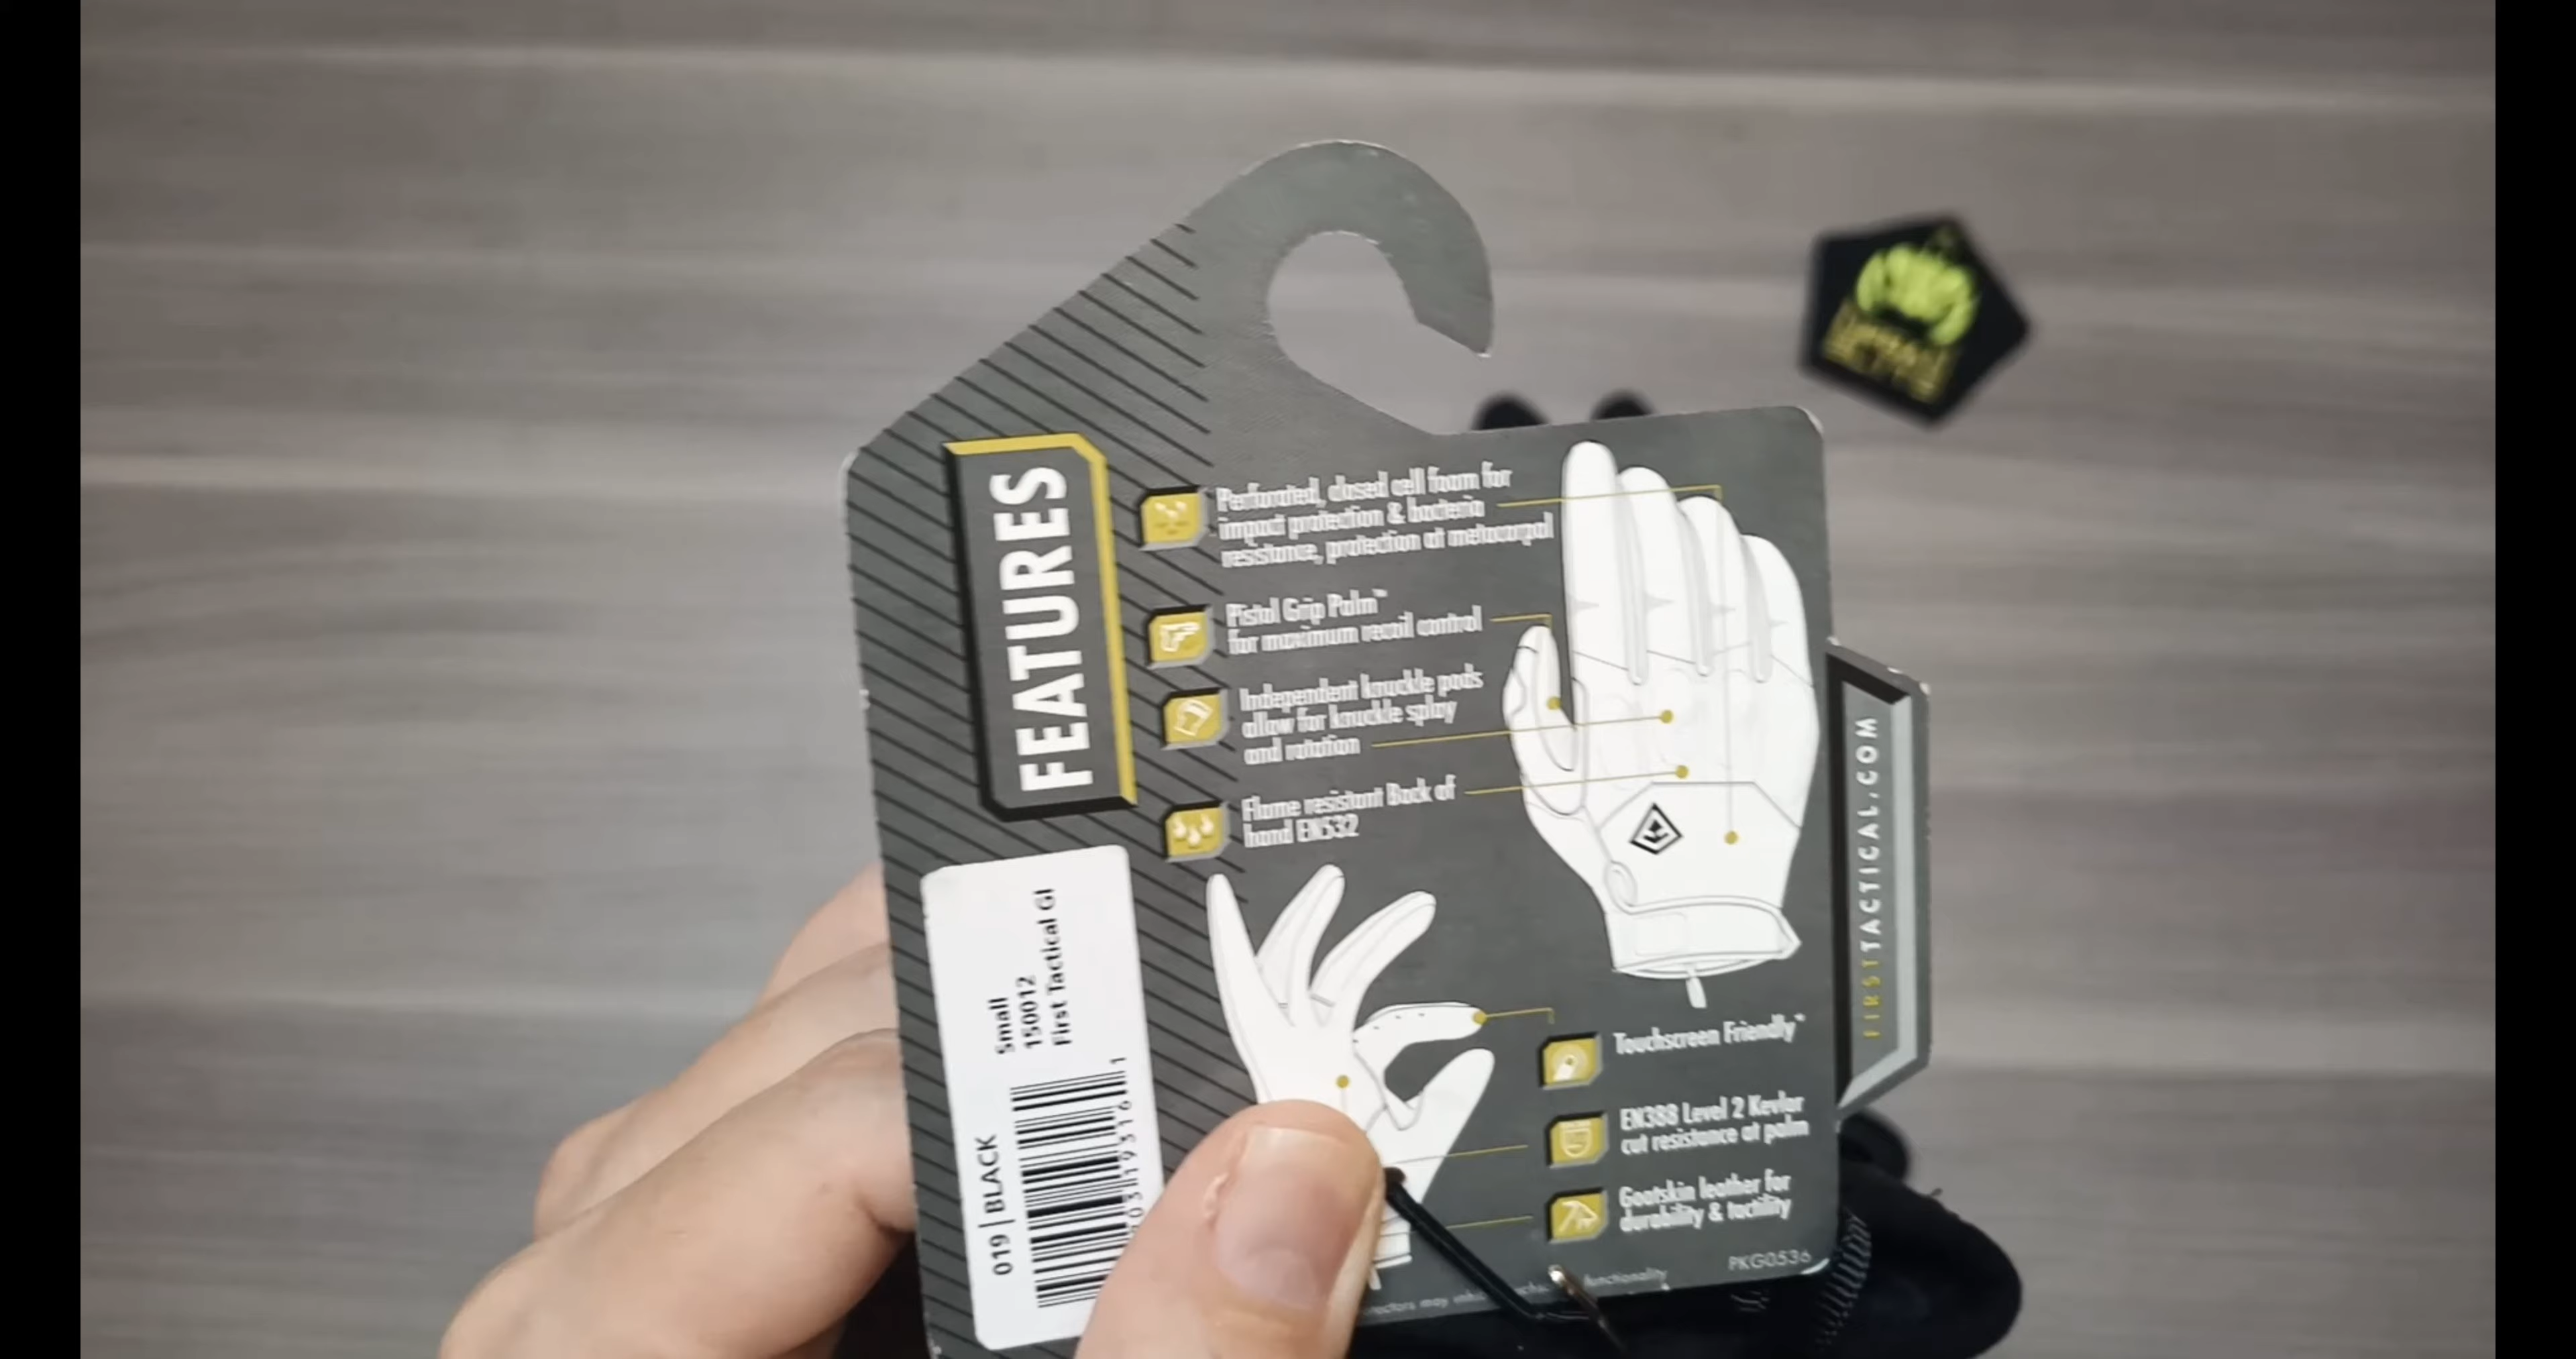 FEATURES
Perforated, closed cell foam for
impact protection & bacteria
resistance, protection at metacarpal
Pistol Grip Palm™
for maximum recoil control
Independent knuckle pods
allow for knuckle splay
and rotation
Flame resistant Back of
hand EN532
Touchscreen Friendly™
EN388 Level 2 Kevlar
cut resistance at palm
Goatskin leather for
durability & tactility
PKG0536
functionality
FIRSTTACTICAL.COM
Small
150012
First Tactical Gl
019 | BLACK